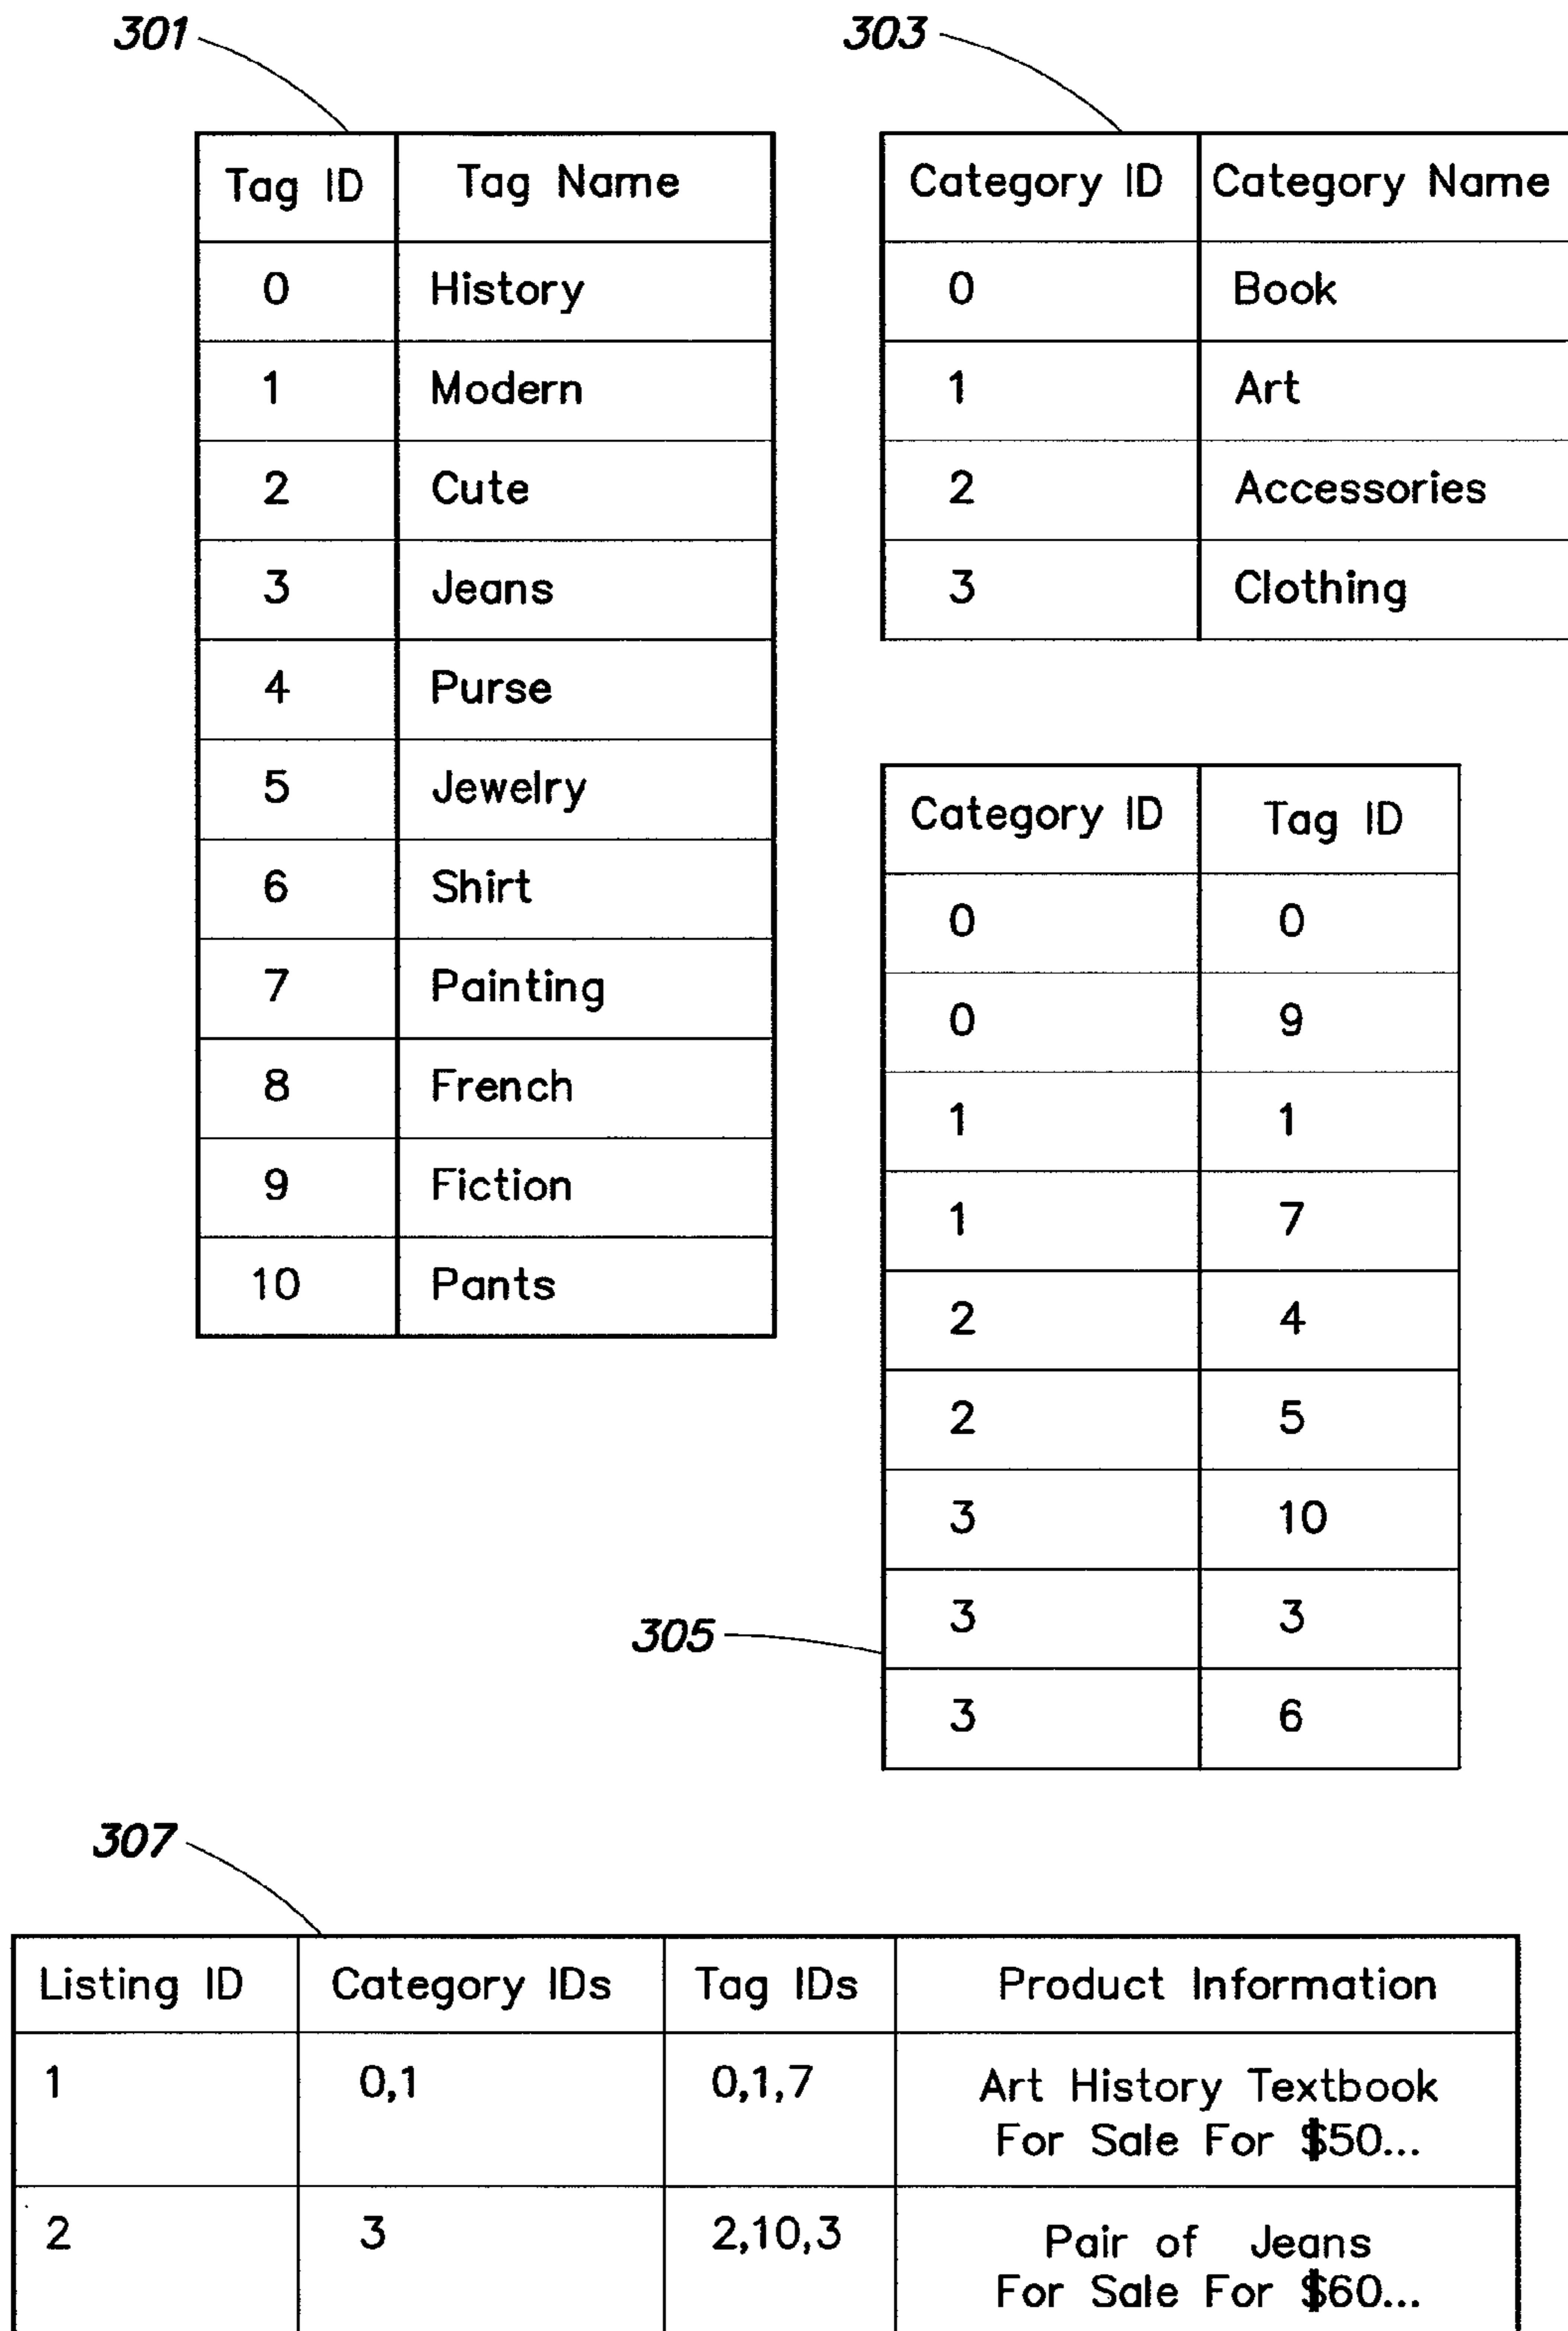 301
Tag ID Tag Name
0 History
1 Modern
2 Cute
3 Jeans
4 Purse
5 Jewelry
6 Shirt
7 Painting
8 French
9 Fiction
10 Pants
303
Category ID Category Name
0 Book
1 Art
2 Accessories
3 Clothing
Category ID Tag ID
0 0
0 9
1 1
1 7
2 4
2 5
3 10
3 3
3 6
305
307
Listing ID Category IDs Tag IDs Product Information
1 0,1 0,1,7 Art History Textbook
For Sale For $50...
2 3 2,10,3 Pair of Jeans
For Sale For $60...